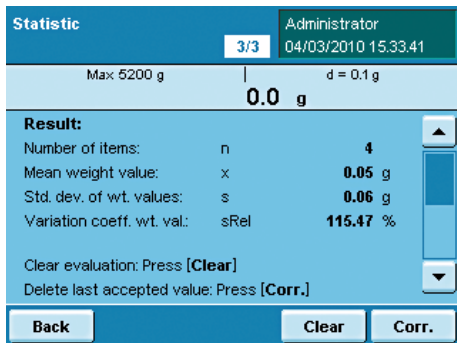 Statistic
Administrator
3/3
04/03/2010 15.33.41
Max 5200 g
d = 0.1 g
0.0 g
Result:
Number of items: n 4
Mean weight value: x 0.05 g
Std. dev. of wt. values: s 0.06 g
Variation coeff. wt. val.: sRel 115.47 %
Clear evaluation: Press [Clear]
Delete last accepted value: Press [Corr.]
Back Clear Corr.